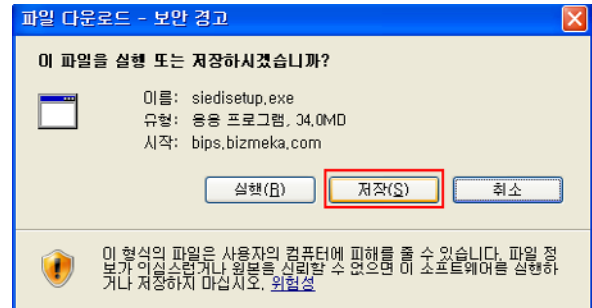 파일 다운로드 - 보안 경고
이 파일을 실행 또는 저장하시겠습니까?
이름: siedisetup.exe
유형: 응용 프로그램, 34.0MB
시작: bips.bizmeka.com
실행(R)
저장(S)
취소
이 형식의 파일은 사용자의 컴퓨터에 피해를 줄 수 있습니다. 파일 정
보가 의심스럽거나 원본을 신뢰할 수 없으면 이 소프트웨어를 실행하
거나 저장하지 마십시오. 위험성